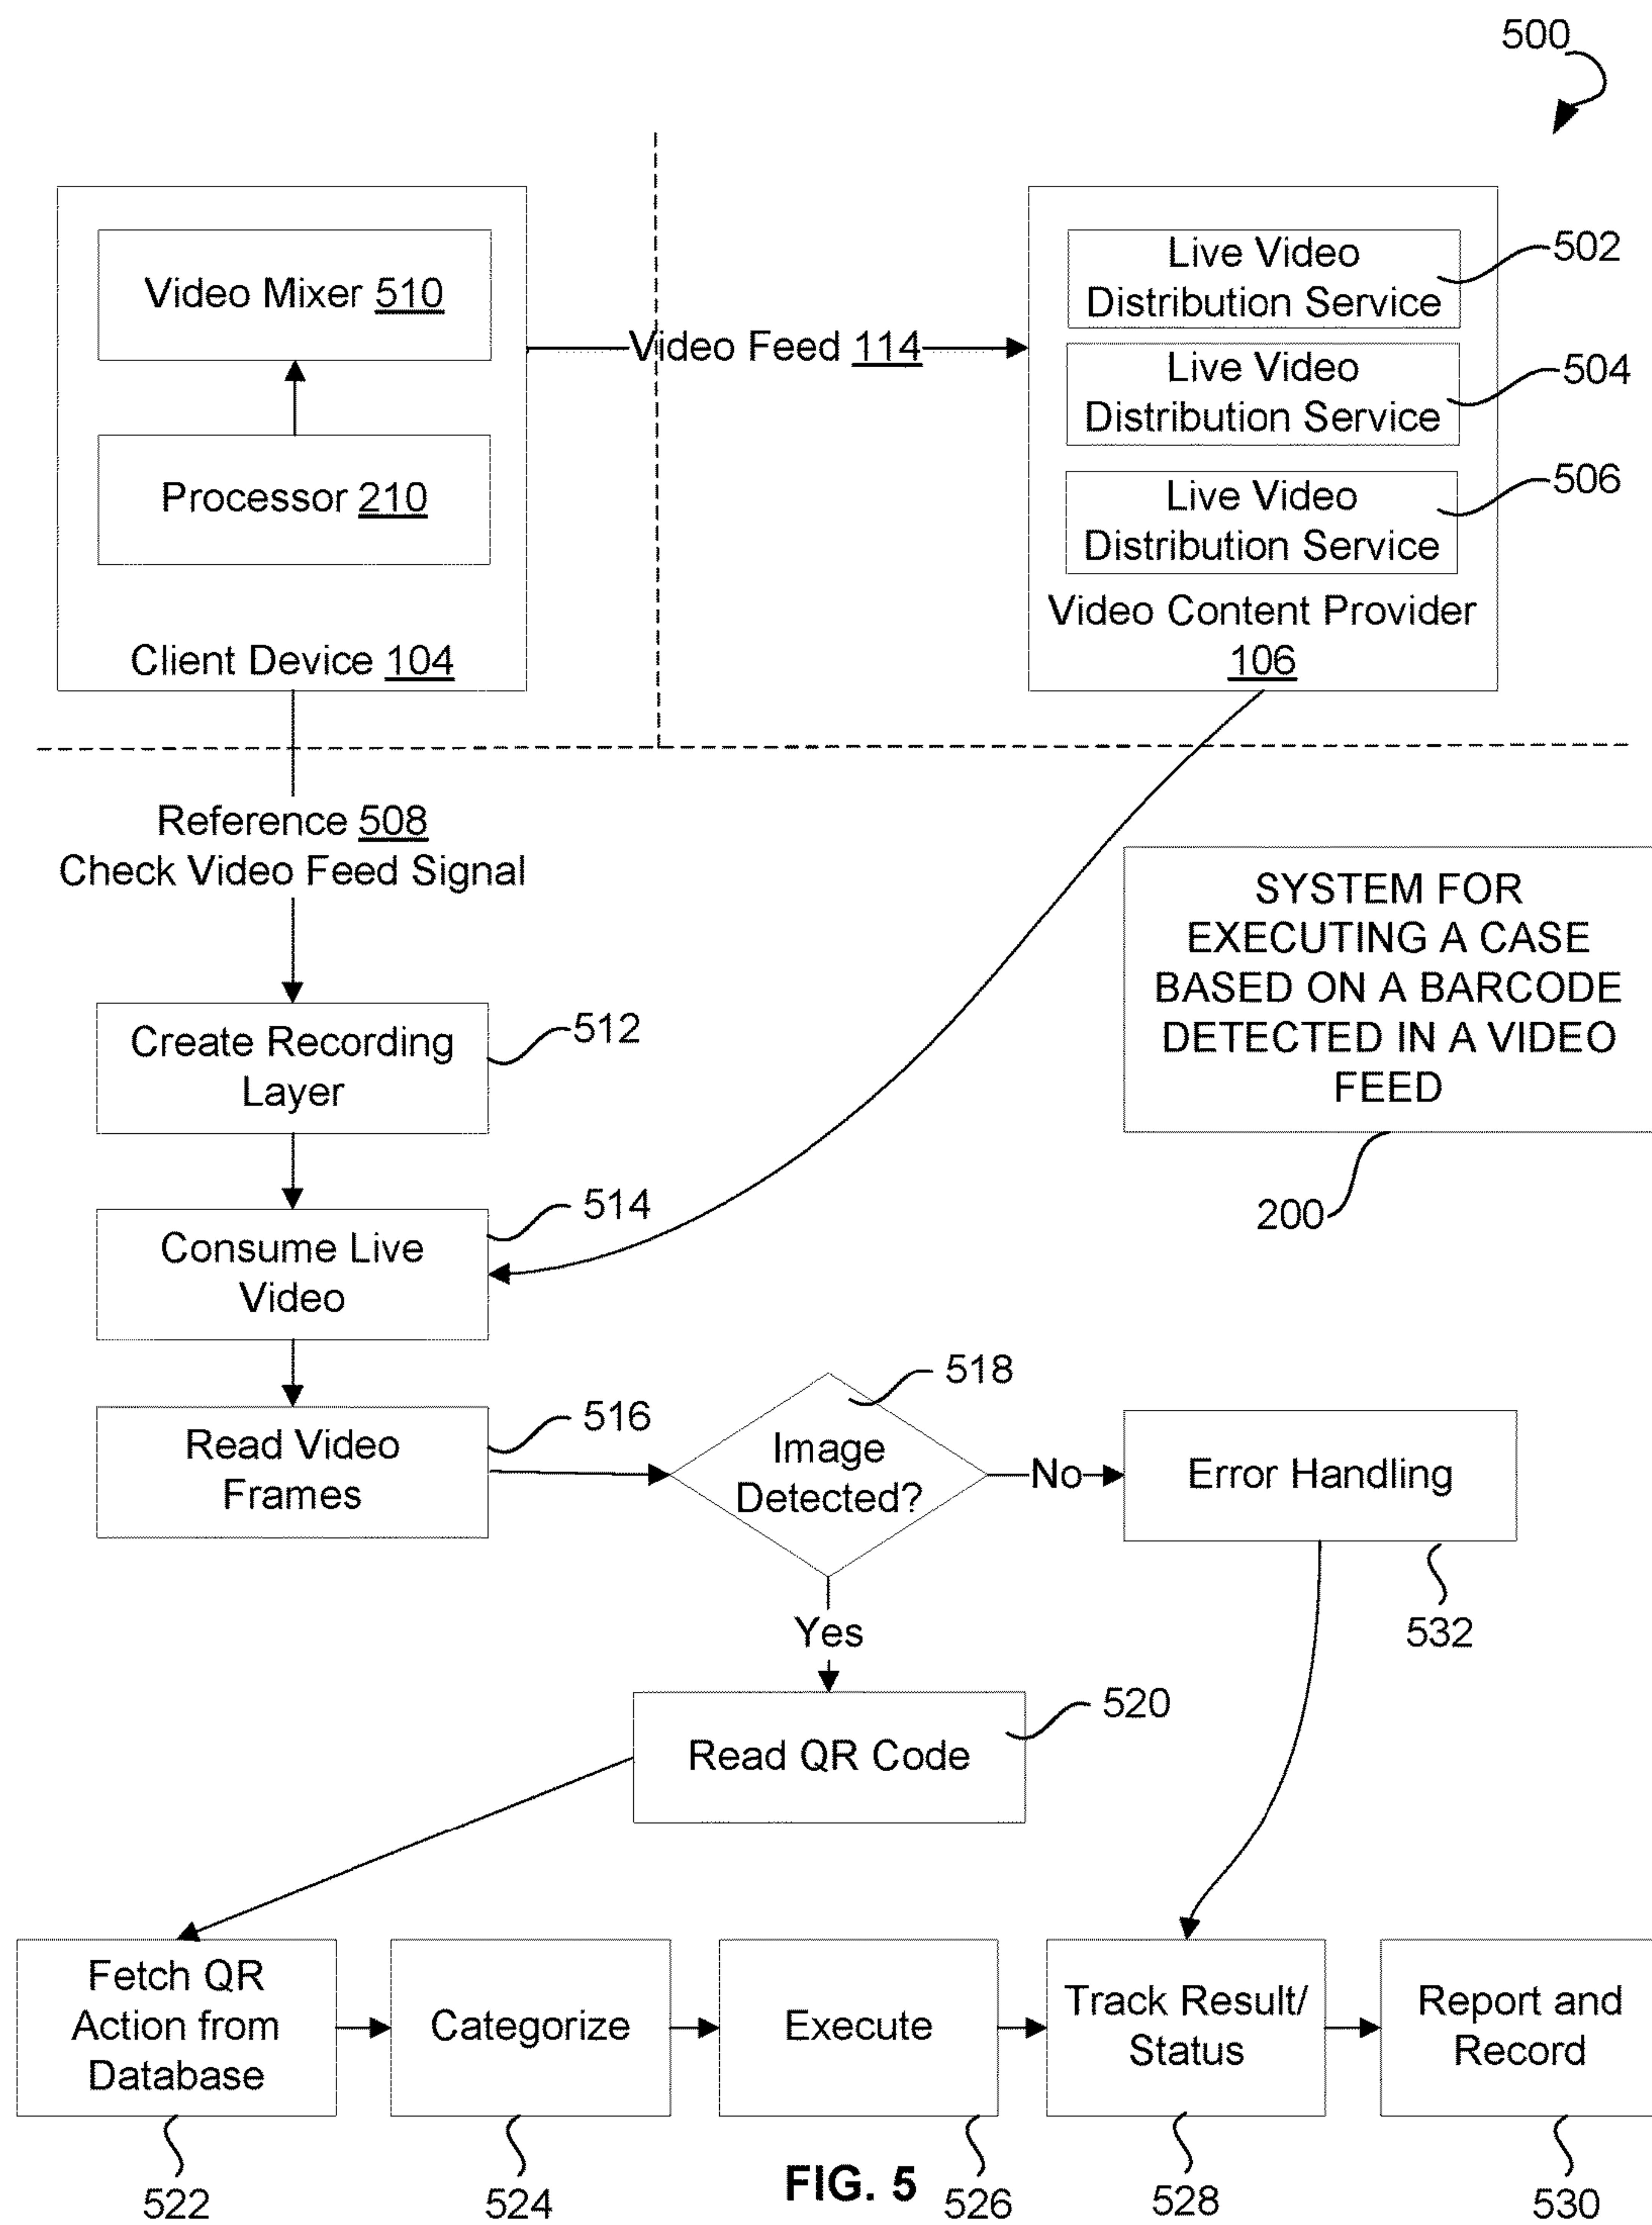 500
Video Mixer 510
Processor 210
Client Device 104
Video Feed 114
Live Video
Distribution Service
502
Live Video
Distribution Service
504
Live Video
Distribution Service
506
Video Content Provider
106
Reference 508
Check Video Feed Signal
SYSTEM FOR
EXECUTING A CASE
BASED ON A BARCODE
DETECTED IN A VIDEO
FEED
200
Create Recording
Layer
512
Consume Live
Video
514
Read Video
Frames
516
Image
Detected?
518
No
Error Handling
532
Yes
Read QR Code
520
Fetch QR
Action from
Database
522
Categorize
524
Execute
526
Track Result/
Status
528
Report and
Record
530
FIG. 5